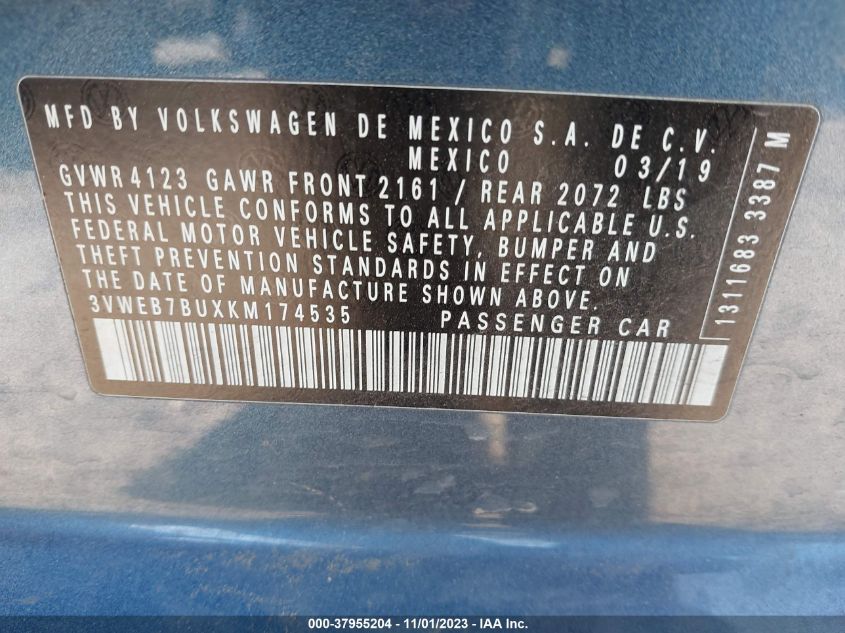 MFD BY VOLKSWAGEN DE MEXICO S.A. DE C.V.
MEXICO 03/19
GVWR 4123 GAWR FRONT 2161 / REAR 2072 LBS
THIS VEHICLE CONFORMS TO ALL APPLICABLE U.S.
FEDERAL MOTOR VEHICLE SAFETY, BUMPER AND
THEFT PREVENTION STANDARDS IN EFFECT ON
THE DATE OF MANUFACTURE SHOWN ABOVE.
3VWEB7BUXKM174535 PASSENGER CAR
1311683 3387 M
000-37955204 - 11/01/2023 - IAA Inc.